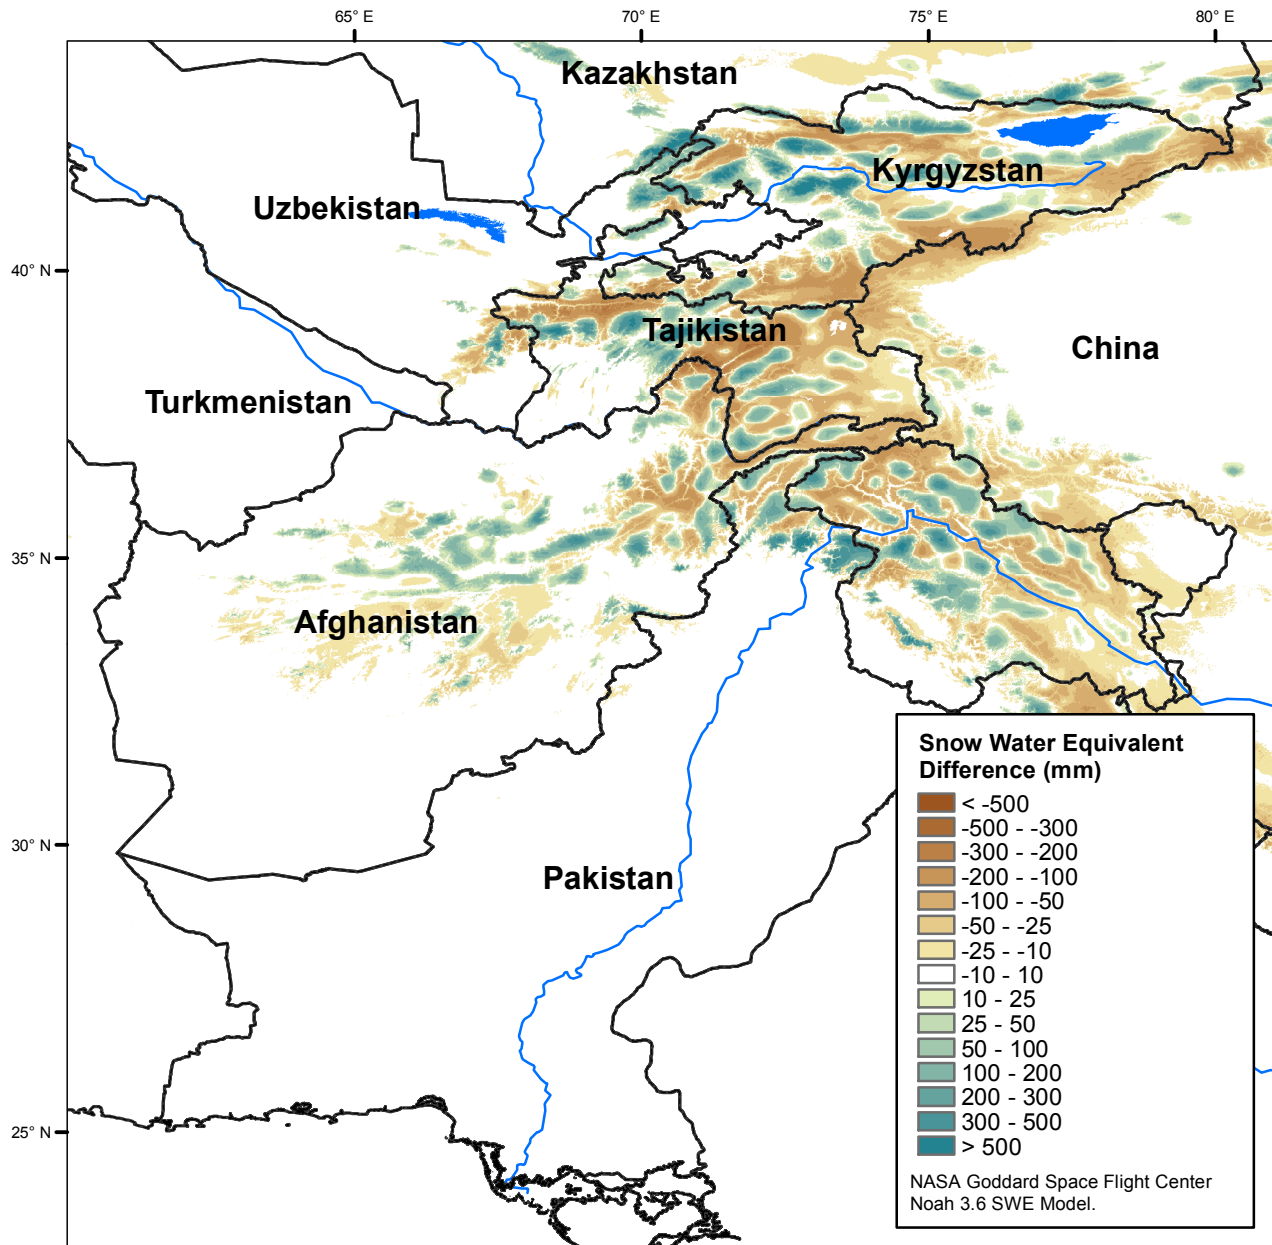 65° E
70° E
75° E
80° E
Kazakhstan
Kyrgyzstan
Uzbekistan
40° N
Tajikistan
China
Turkmenistan
35° N
Afghanistan
Snow Water Equivalent
Difference (mm)
< -500
-500 - -300
-300 - -200
-200 - -100
-100 - -50
-50 - -25
-25 - -10
-10 - 10
10 - 25
25 - 50
50 - 100
100 - 200
200 - 300
300 - 500
> 500
NASA Goddard Space Flight Center
Noah 3.6 SWE Model.
30° N
Pakistan
25° N